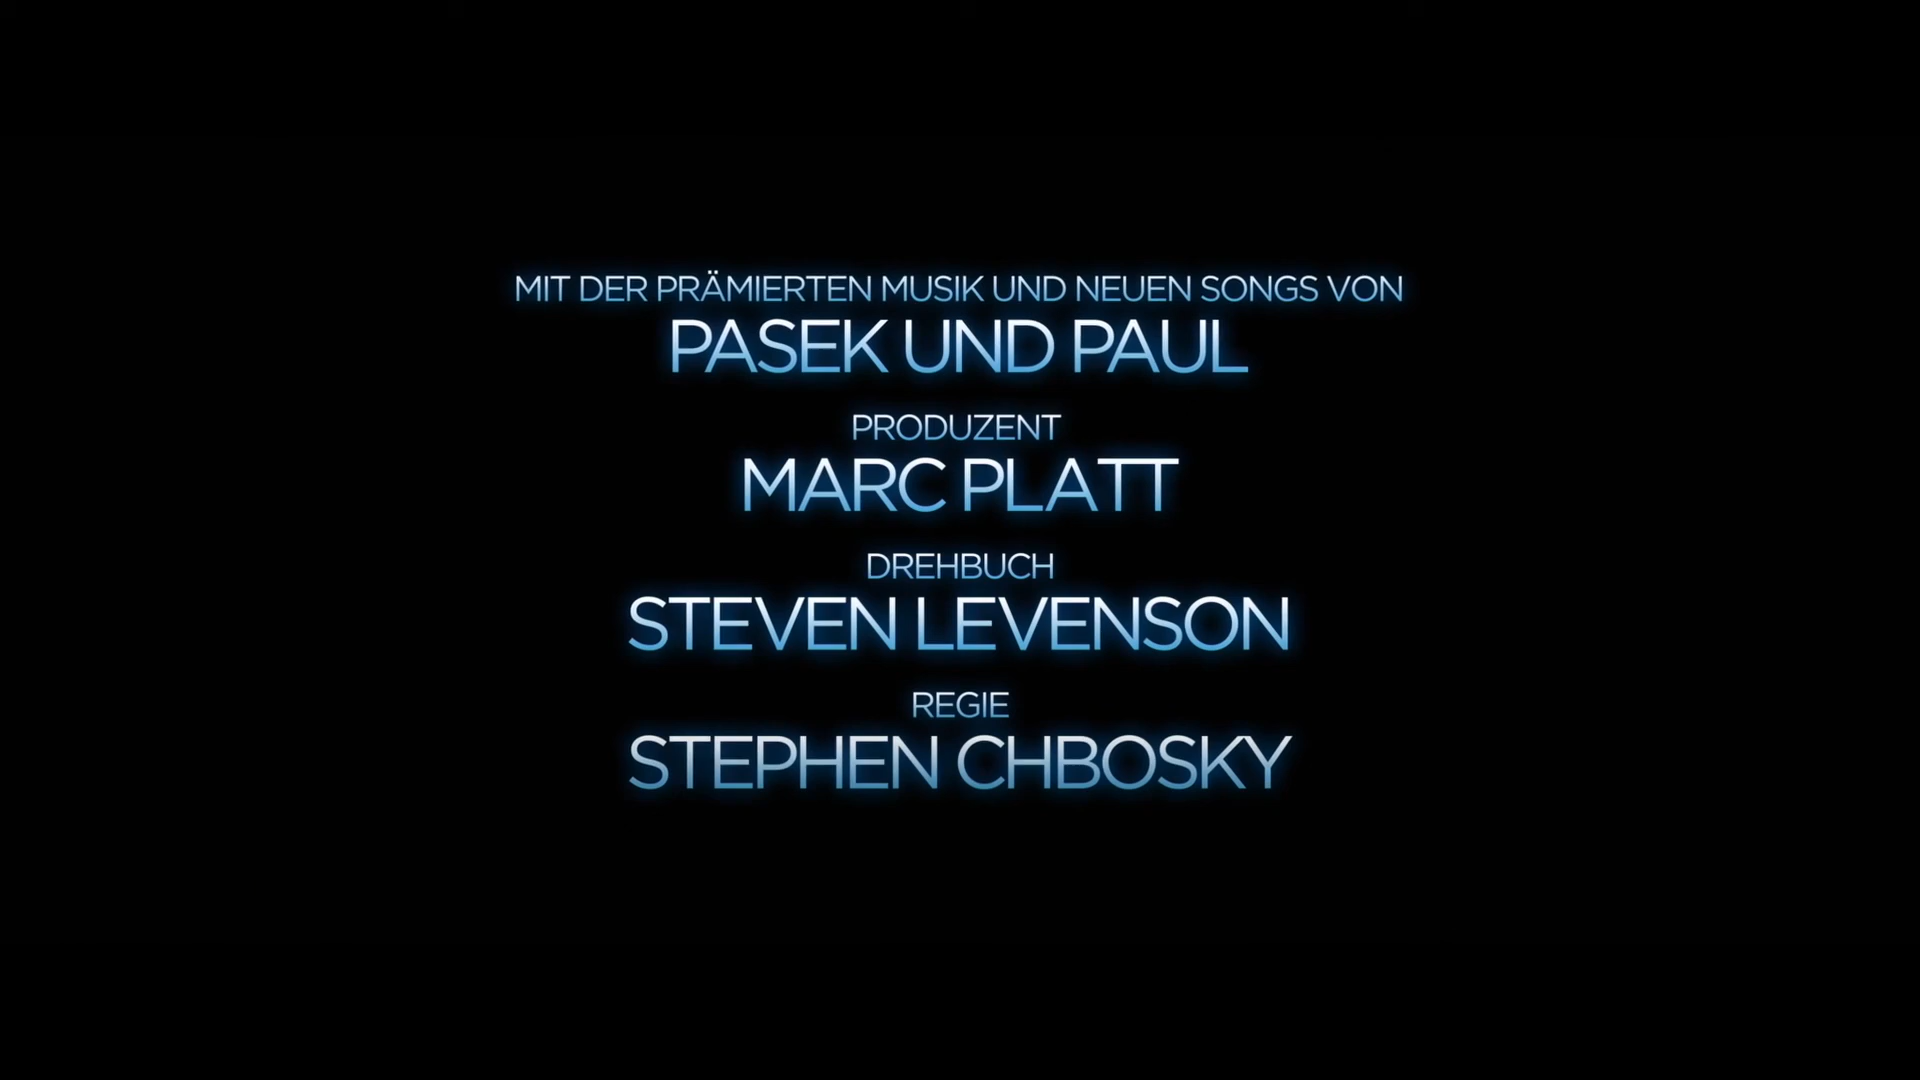 MIT DER PRÄMIERTEN MUSIK UND NEUEN SONGS VON
PASEK UND PAUL
PRODUZENT
MARC PLATT
DREHBUCH
STEVEN LEVENSON
REGIE
STEPHEN CHBOSKY